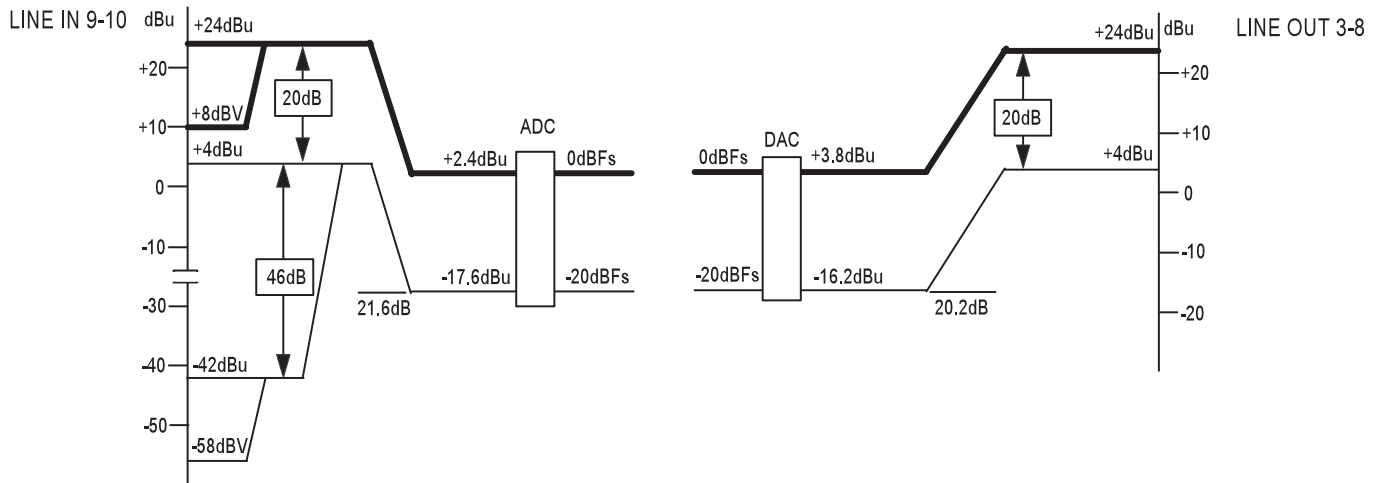 LINE IN 9-10
dBu
+24dBu
+20
20dB
+8dBV
+10
+4dBu
0
-10
46dB
-30
-40
-42dBu
-50
-58dBV
21.6dB
+2.4dBu
-17.6dBu
ADC
0dBFs
-20dBFs
0dBFs
-20dBFs
DAC
+3.8dBu
-16.2dBu
20.2dB
20dB
+24dBu
+4dBu
dBu
+20
+10
0
-10
-20
LINE OUT 3-8